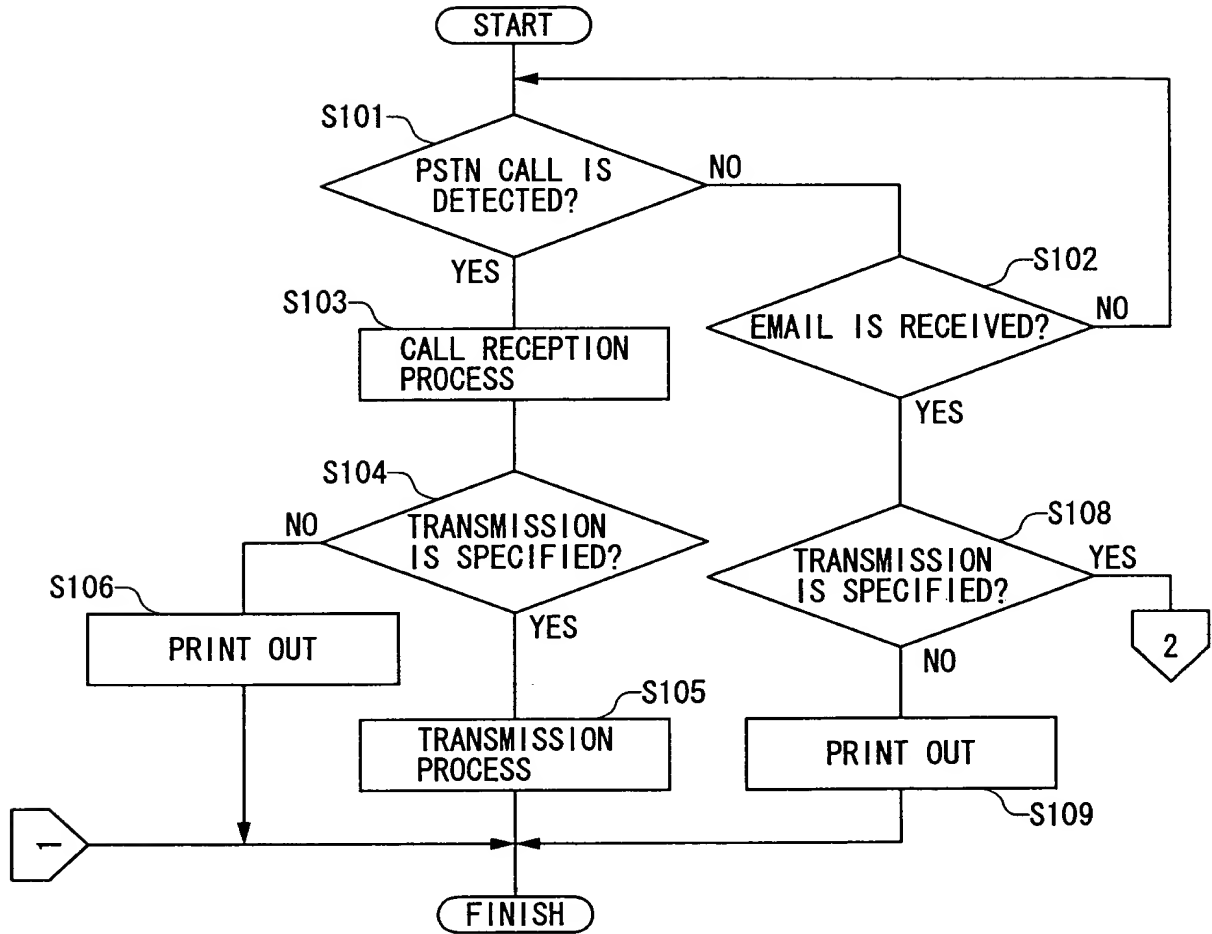 START
S101
PSTN CALL IS
DETECTED?
NO
YES
S102
EMAIL IS RECEIVED?
NO
YES
S103
CALL RECEPTION
PROCESS
S104
TRANSMISSION
IS SPECIFIED?
NO
YES
S108
TRANSMISSION
IS SPECIFIED?
YES
NO
2
S106
PRINT OUT
S105
TRANSMISSION
PROCESS
PRINT OUT
S109
1
FINISH